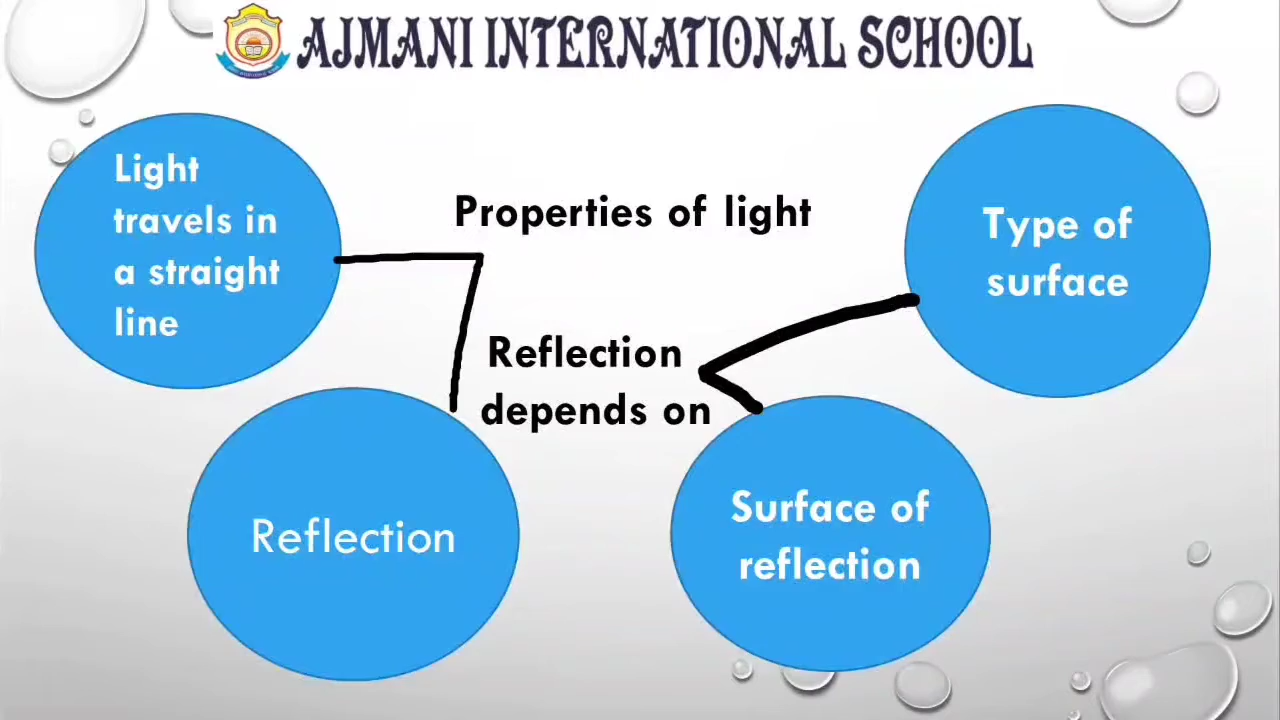 AJMANI INTERNATIONAL SCHOOL
Light
travels in
a straight
line
Properties of light
Type of
surface
Reflection
depends on
Reflection
Surface of
reflection